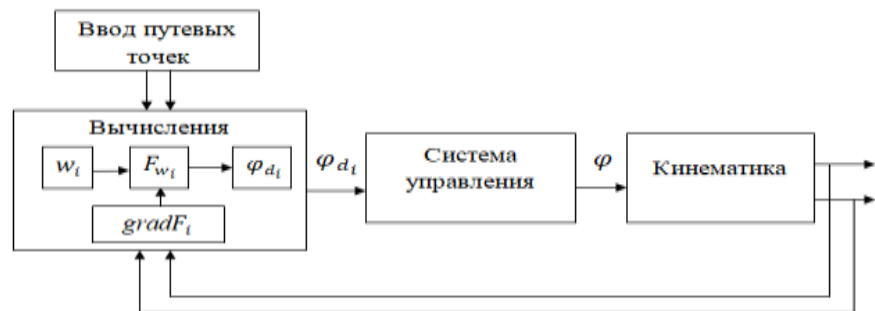 Ввод путевых
точек
Вычисления
w_i
F_{w_i}
φ_{d_i}
gradF_i
φ_{d_i}
Система
управления
φ
Кинематика